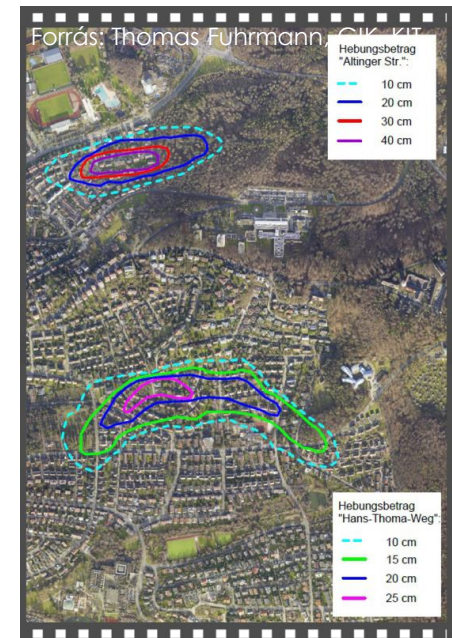 Forrás: Thomas Fuhrmann, GIK, KIT
Hebungsbetrag
"Altinger Str.":
10 cm
20 cm
30 cm
40 cm
Hebungsbetrag
"Hans-Thoma-Weg":
10 cm
15 cm
20 cm
25 cm